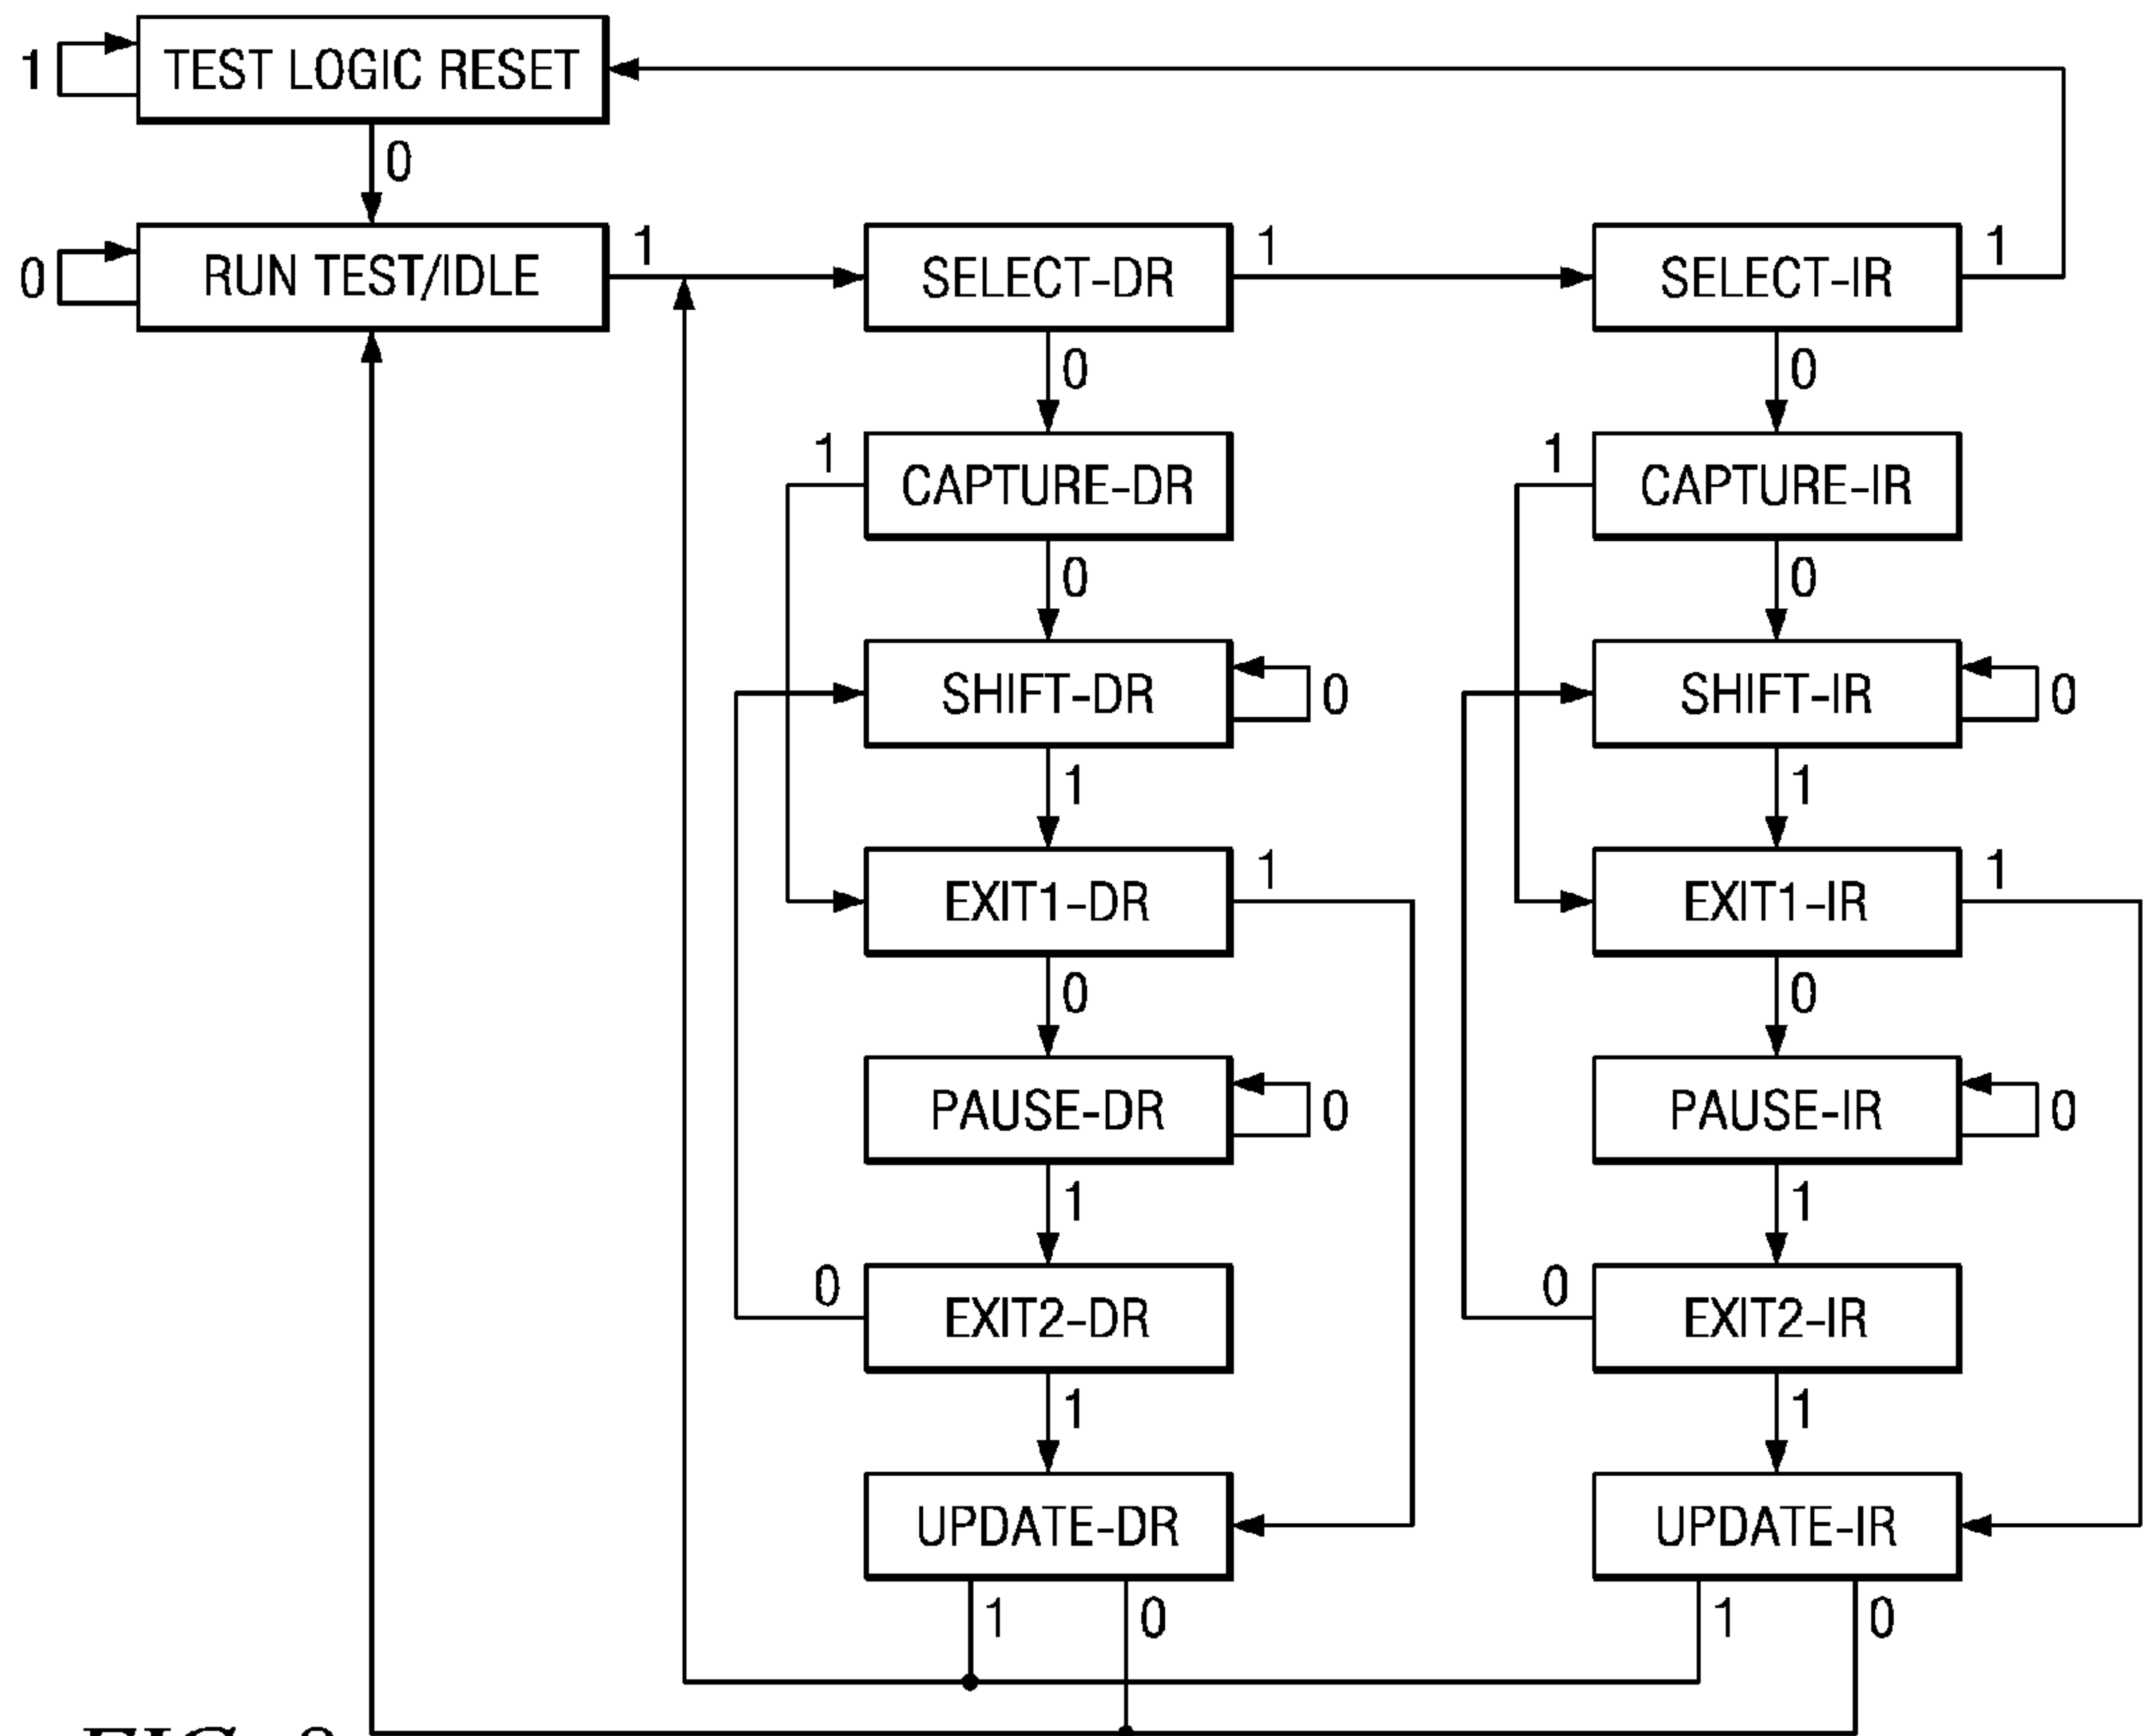 TEST LOGIC RESET
1
0
RUN TEST/IDLE
0
1
SELECT-DR
1
SELECT-IR
1
0
0
1
CAPTURE-DR
1
CAPTURE-IR
0
0
SHIFT-DR
0
SHIFT-IR
0
1
1
EXIT1-DR
1
EXIT1-IR
1
0
0
PAUSE-DR
0
PAUSE-IR
0
1
1
0
EXIT2-DR
0
EXIT2-IR
1
1
UPDATE-DR
UPDATE-IR
1
0
1
0